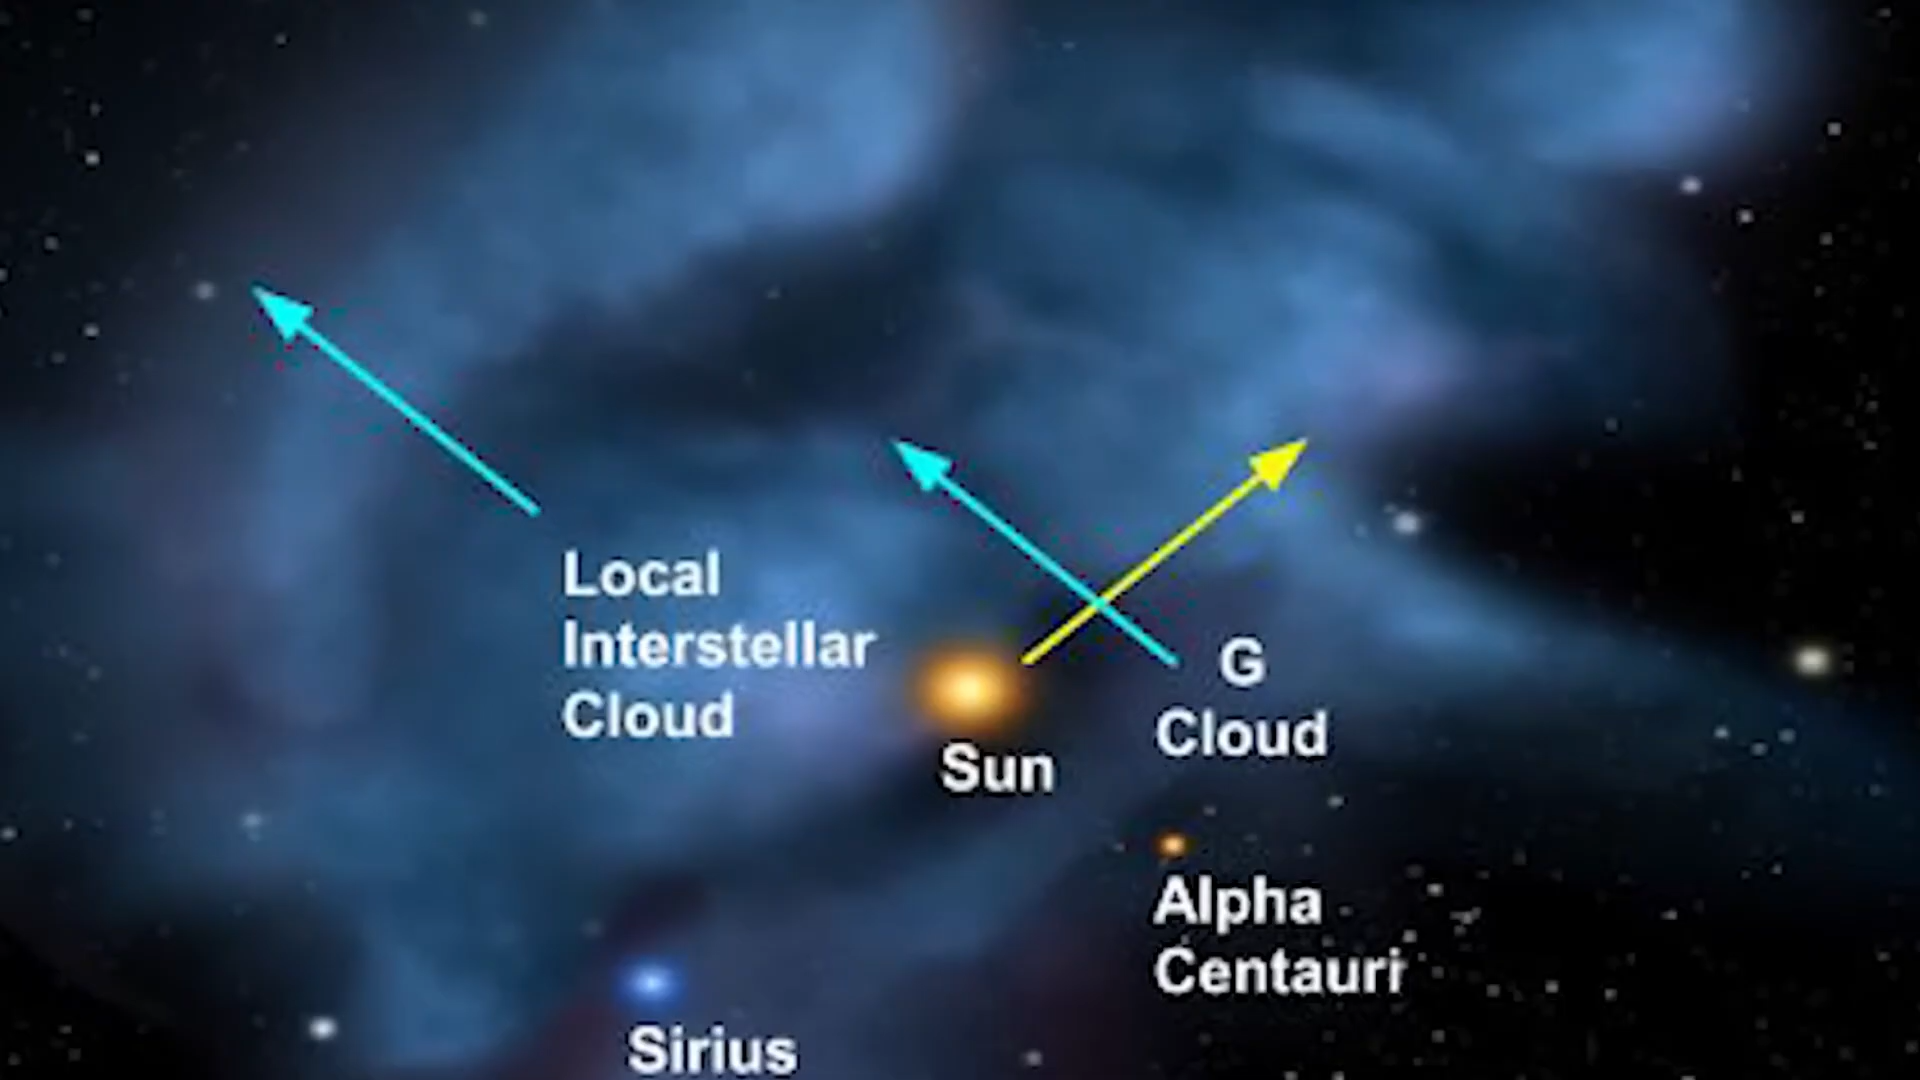 Local
Interstellar
Cloud
Sun
G
Cloud
Alpha
Centauri
Sirius